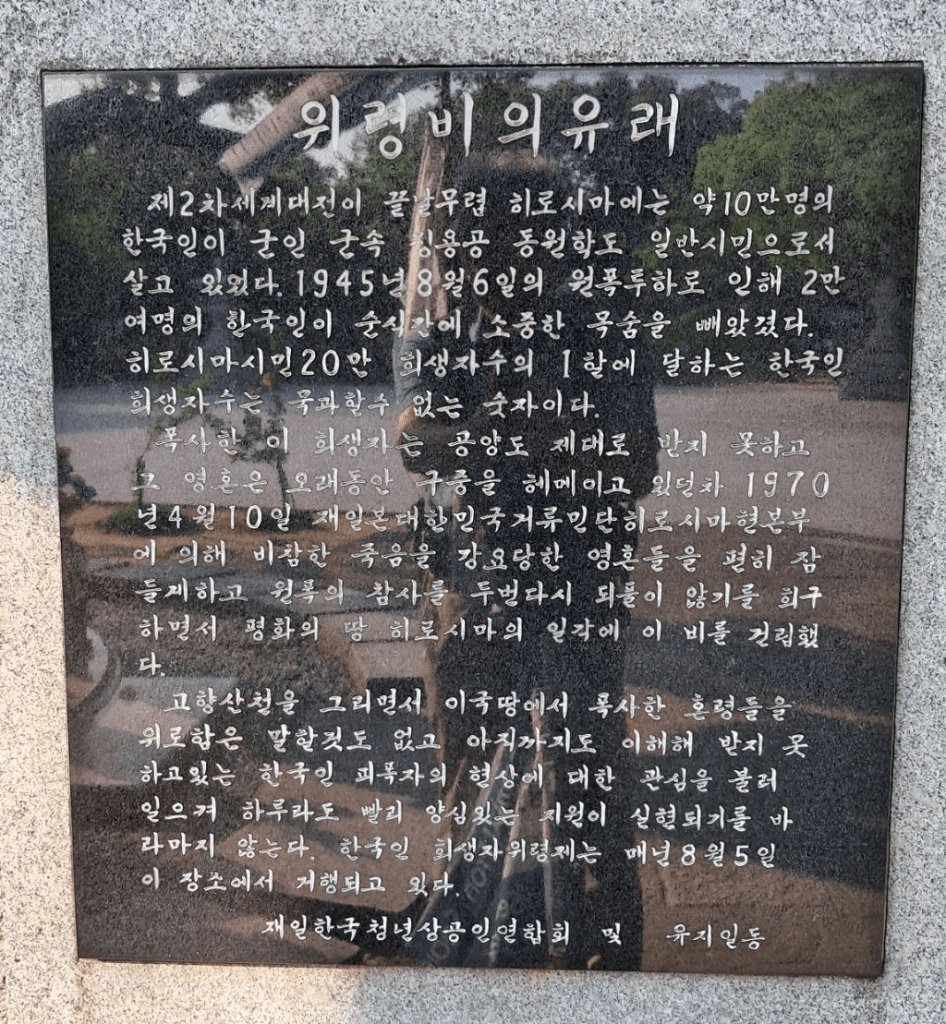 위령비의유래
제2차세계대전이 끝날무렵 히로시마에는 약10만명의
한국인이 군인 군속 징용공 동원학도 일반시민으로서
살고 있었다. 1945년8월6일의 원폭투하로 인해 2만
여명의 한국인이 순식간에 소중한 목숨을 빼앗겼다.
히로시마시민20만 희생자수의 1할에 달하는 한국인
희생자수는 묵과할수 없는 숫자이다.
폭사한 이 희생자는 공양도 제대로 받지 못하고
그 영혼은 오래동안 구중을 헤메이고 있던차 1970
년4월10일 재일본대한민국거류민단히로시마현본부
에 의해 비참한 죽음을 강요당한 영혼들을 편히 잠
들게하고 원폭의 참사를 두번다시 되풀이 않기를 희구
하면서 평화의 땅 히로시마의 일각에 이 비를 건립했
다.
고향산천을 그리면서 이국땅에서 폭사한 혼령들을
위로함은 말할것도 없고 아직까지도 이해해 받지 못
하고있는 한국인 피폭자의 현상에 대한 관심을 불러
일으켜 하루라도 빨리 양심있는 지원이 실현되기를 바
라마지 않는다. 한국인 희생자위령제는 매년8월5일
이 장소에서 거행되고 있다.
재일한국청년상공인연합회 및 유지일동